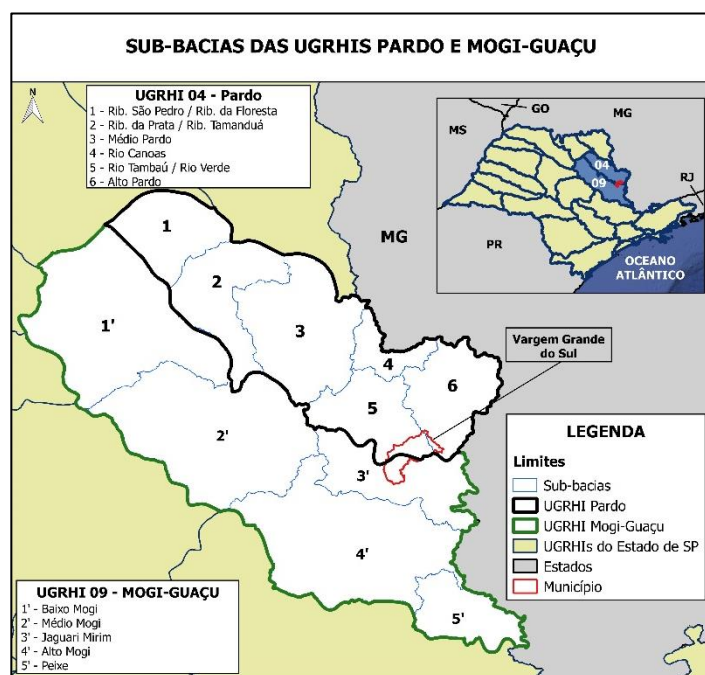 SUB-BACIAS DAS UGRHIS PARDO E MOGI-GUAÇU
N
UGRHI 04 - Pardo
1 - Rib. São Pedro / Rib. da Floresta
2 - Rib. da Prata / Rib. Tamanduá
3 - Médio Pardo
4 - Rio Canoas
5 - Rio Tambaú / Rio Verde
6 - Alto Pardo
GO
MG
MS
04
09
RJ
PR
OCEANO
ATLÂNTICO
MG
1
2
3
4
5
6
1'
2'
3'
4'
5'
Vargem Grande
do Sul
LEGENDA
Limites
Sub-bacias
UGRHI Pardo
UGRHI Mogi-Guaçu
UGRHIs do Estado de SP
Estados
Município
UGRHI 09 - MOGI-GUAÇU
1' - Baixo Mogi
2' - Médio Mogi
3' - Jaguari Mirim
4' - Alto Mogi
5' - Peixe